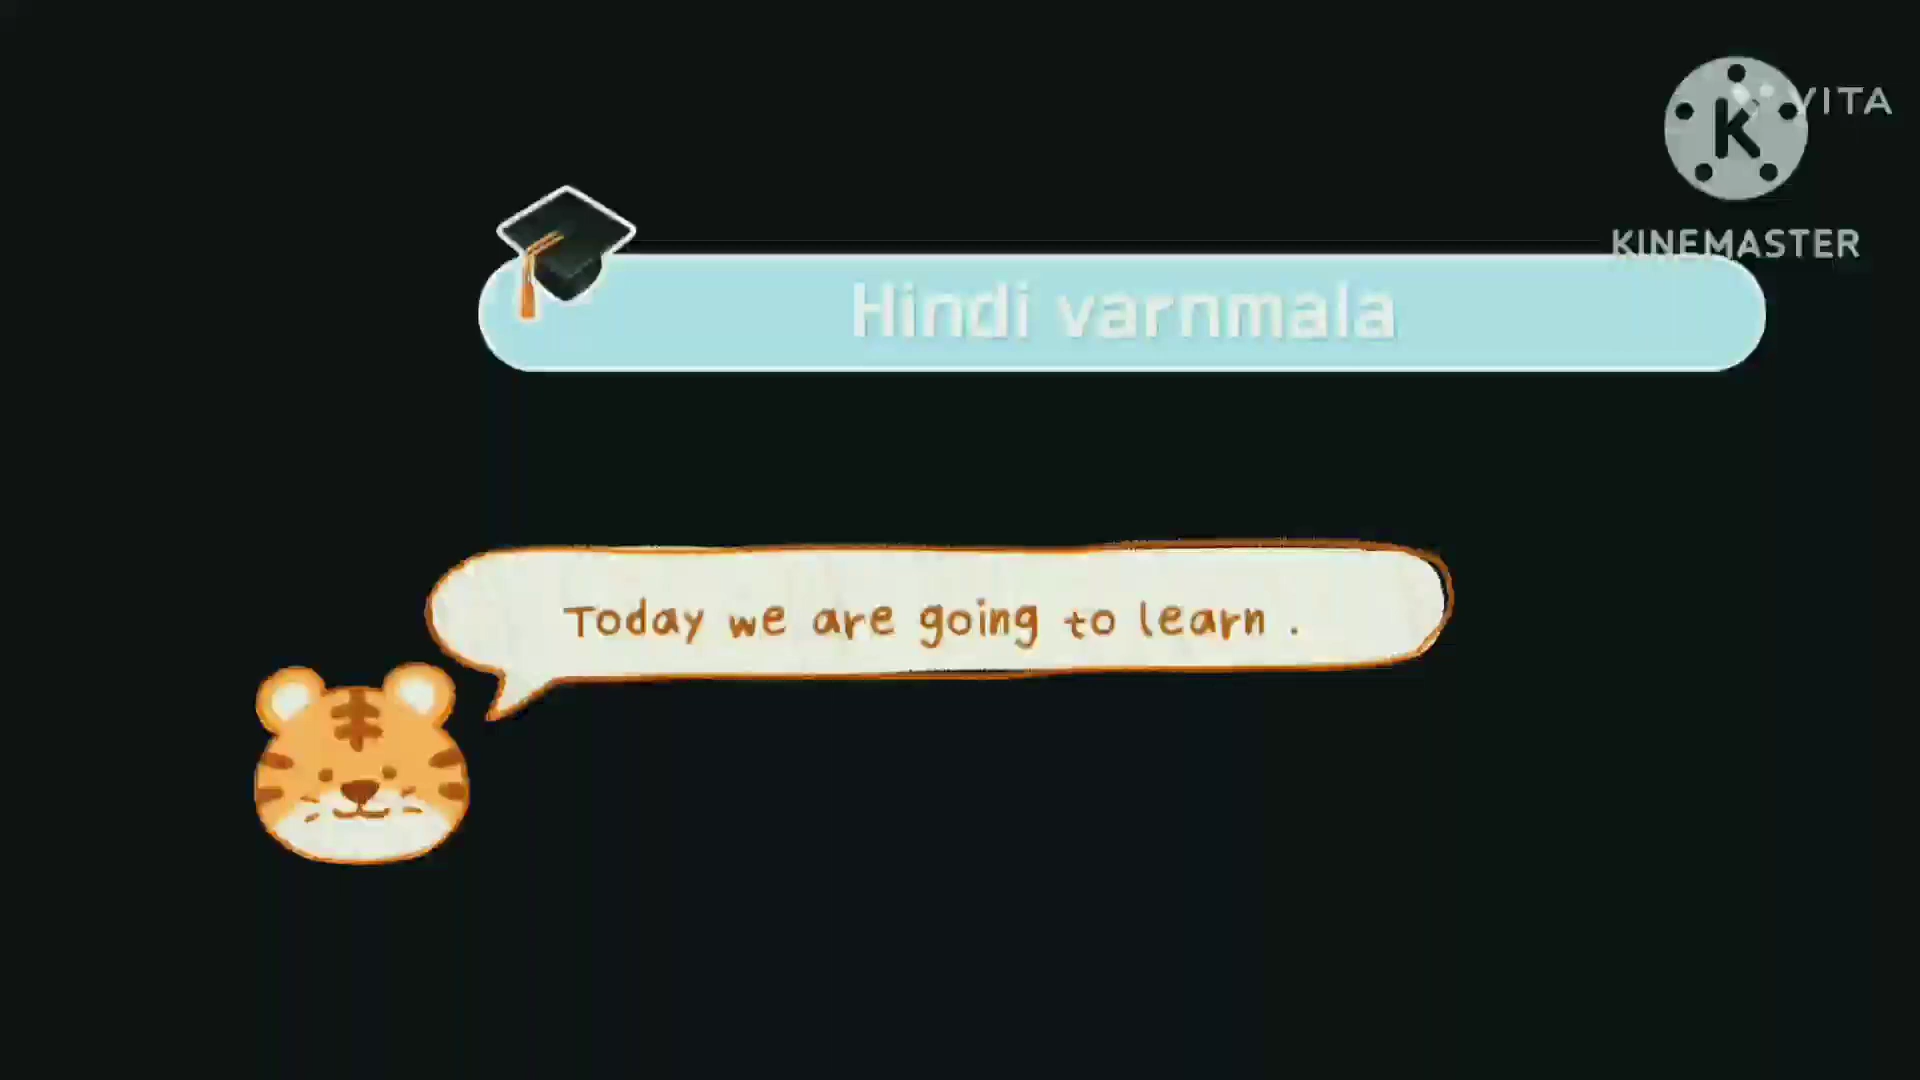 VITA
K
KINEMASTER
Hindi varnmala
Today we are going to learn .